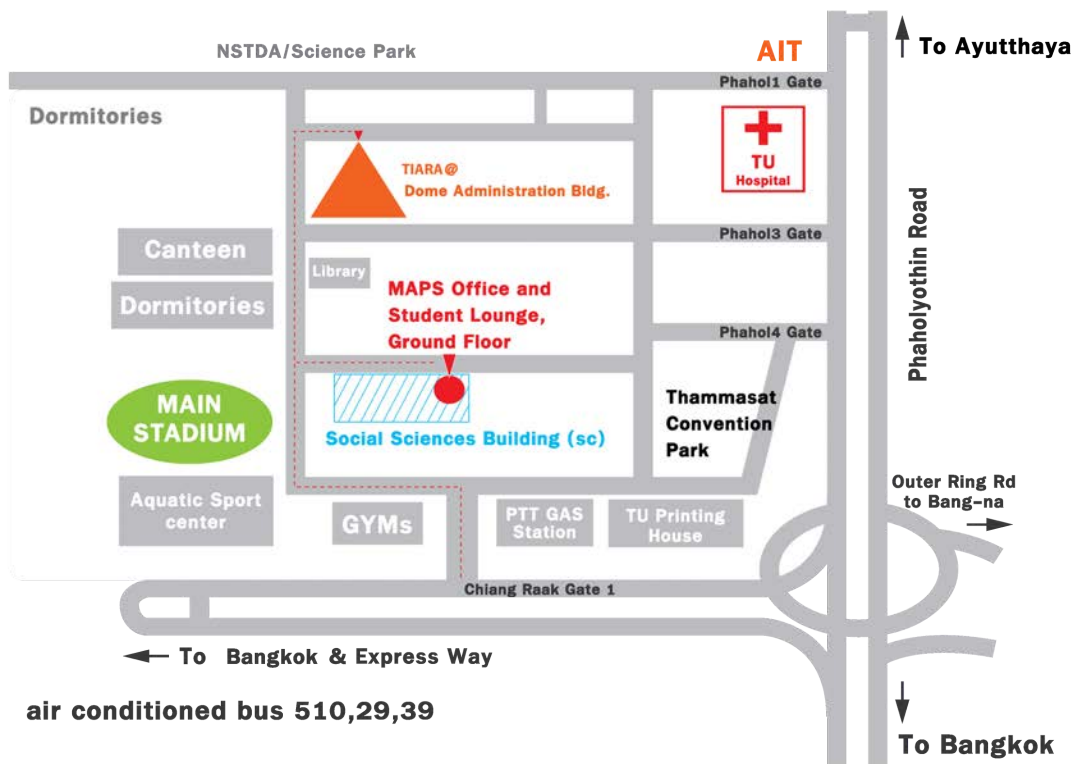 NSTDA/Science Park
AIT
To Ayutthaya
Phahol1 Gate
Dormitories
TU
Hospital
TIARA@
Dome Administration Bldg.
Phaholyothin Road
Phahol3 Gate
Canteen
Library
Dormitories
MAPS Office and
Student Lounge,
Ground Floor
Phahol4 Gate
MAIN
STADIUM
Thammasat
Convention
Park
Social Sciences Building (sc)
Outer Ring Rd
to Bang-na
Aquatic Sport
center
GYMs
PTT GAS
Station
TU Printing
House
Chiang Raak Gate 1
To Bangkok & Express Way
air conditioned bus 510,29,39
To Bangkok